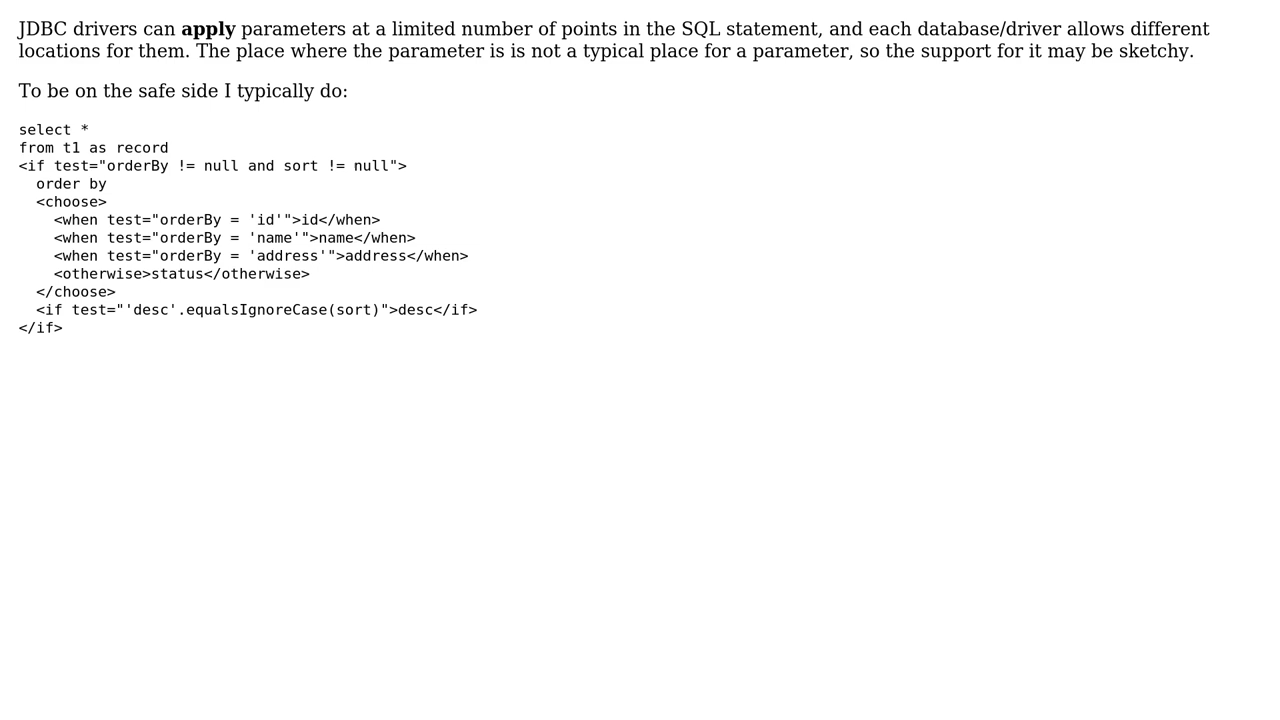 JDBC drivers can apply parameters at a limited number of points in the SQL statement, and each database/driver allows different
locations for them. The place where the parameter is is not a typical place for a parameter, so the support for it may be sketchy.
To be on the safe side I typically do:
select *
from t1 as record
<if test="orderBy != null and sort != null">
  order by
  <choose>
    <when test="orderBy = 'id'">id</when>
    <when test="orderBy = 'name'">name</when>
    <when test="orderBy = 'address'">address</when>
    <otherwise>status</otherwise>
  </choose>
  <if test="'desc'.equalsIgnoreCase(sort)">desc</if>
</if>